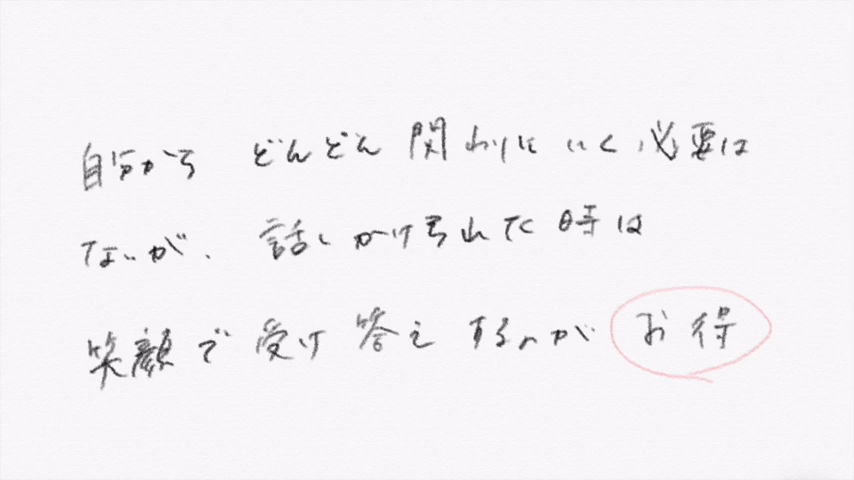 自分から どんどん 関わりにいく必要は
ないが、話しかけられた時は
笑顔で受け答えするのがお得